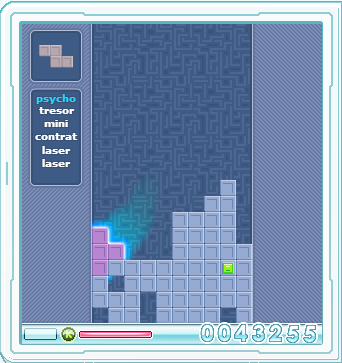 psycho
tresor
mini
contrat
laser
laser
0043255